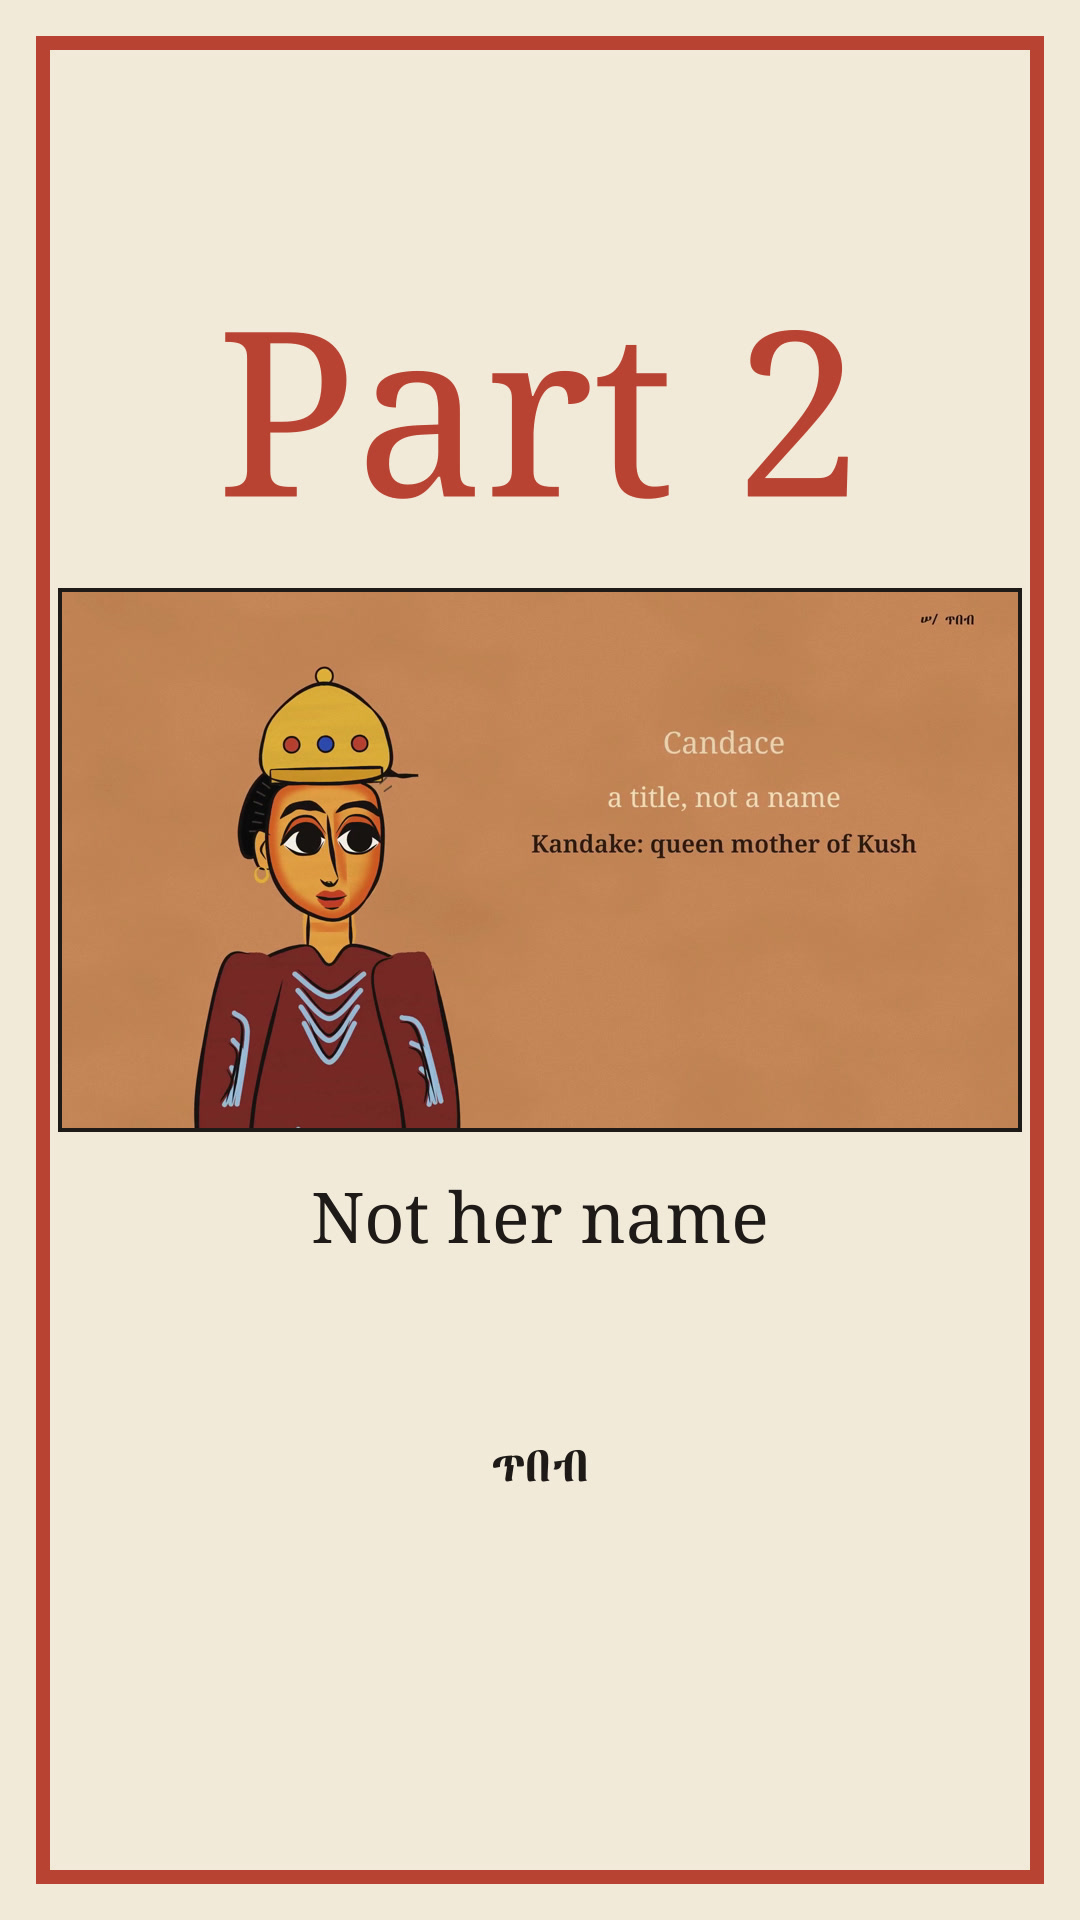 Part 2
ሠ/ ጥበብ
Candace
a title, not a name
Kandake: queen mother of Kush
Not her name
ጥበብ